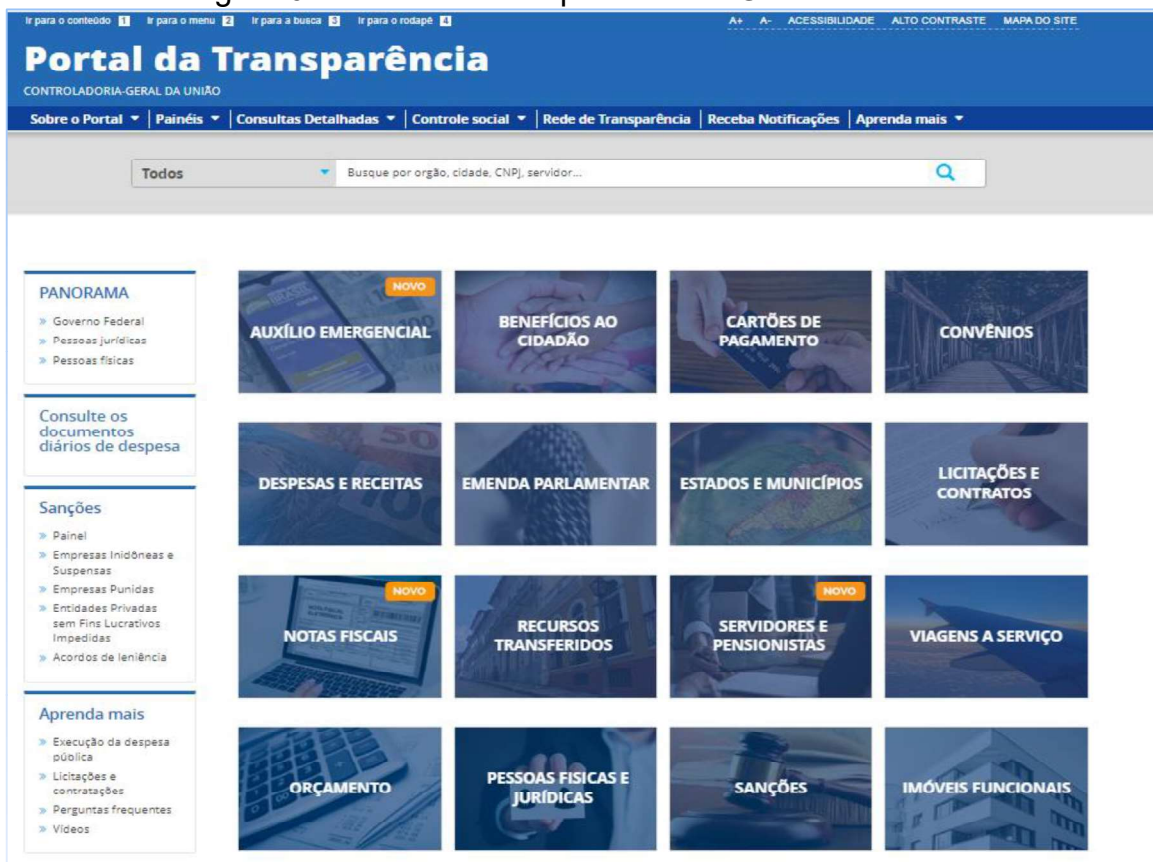 Ir para o conteúdo 1 Ir para o menu 2 Ir para a busca 3 Ir para o rodapé 4
A+ A- ACESSIBILIDADE ALTO CONTRASTE MAPA DO SITE
Portal da Transparência
CONTROLADORIA-GERAL DA UNIÃO
Sobre o Portal Painéis Consultas Detalhadas Controle social Rede de Transparência Receba Notificações Aprenda mais
Todos Busque por orgão, cidade, CNPJ, servidor...
PANORAMA
» Governo Federal
» Pessoas jurídicas
» Pessoas físicas
Consulte os
documentos
diários de despesa
Sanções
» Painel
» Empresas Inidôneas e
Suspensas
» Empresas Punidas
» Entidades Privadas
sem Fins Lucrativos
Impedidas
» Acordos de leniência
Aprenda mais
» Execução da despesa
pública
» Licitações e
contratações
» Perguntas frequentes
» Vídeos
NOVO
AUXÍLIO EMERGENCIAL
BENEFÍCIOS AO
CIDADÃO
CARTÕES DE
PAGAMENTO
CONVÊNIOS
DESPESAS E RECEITAS
EMENDA PARLAMENTAR
ESTADOS E MUNICÍPIOS
LICITAÇÕES E
CONTRATOS
NOVO
NOTAS FISCAIS
RECURSOS
TRANSFERIDOS
NOVO
SERVIDORES E
PENSIONISTAS
VIAGENS A SERVIÇO
ORÇAMENTO
PESSOAS FISICAS E
JURÍDICAS
SANÇÕES
IMÓVEIS FUNCIONAIS